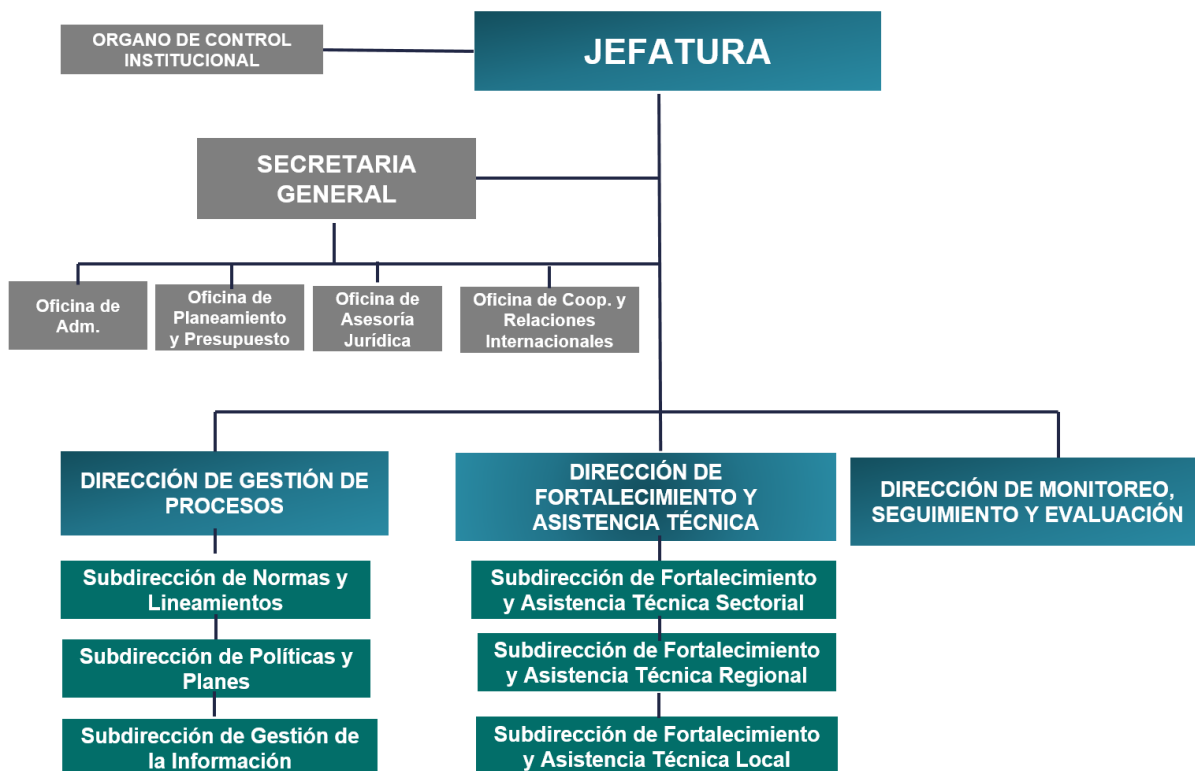 ORGANO DE CONTROL
INSTITUCIONAL
JEFATURA
SECRETARIA
GENERAL
Oficina de
Adm.
Oficina de
Planeamiento
y Presupuesto
Oficina de
Asesoría
Jurídica
Oficina de Coop. y
Relaciones
Internacionales
DIRECCIÓN DE GESTIÓN DE
PROCESOS
DIRECCIÓN DE
FORTALECIMIENTO Y
ASISTENCIA TÉCNICA
DIRECCIÓN DE MONITOREO,
SEGUIMIENTO Y EVALUACIÓN
Subdirección de Normas y
Lineamientos
Subdirección de Políticas y
Planes
Subdirección de Gestión de
la Información
Subdirección de Fortalecimiento
y Asistencia Técnica Sectorial
Subdirección de Fortalecimiento
y Asistencia Técnica Regional
Subdirección de Fortalecimiento
y Asistencia Técnica Local